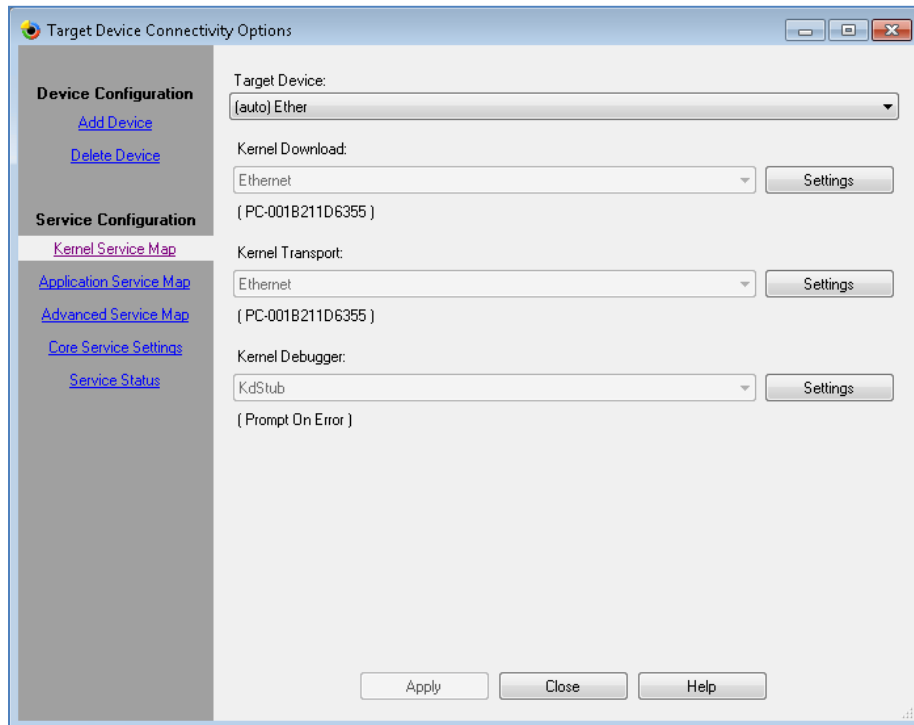 Target Device Connectivity Options
Device Configuration
Add Device
Delete Device
Service Configuration
Kernel Service Map
Application Service Map
Advanced Service Map
Core Service Settings
Service Status
Target Device:
(auto) Ether
Kernel Download:
Ethernet
Settings
( PC-001B211D6355 )
Kernel Transport:
Ethernet
Settings
( PC-001B211D6355 )
Kernel Debugger:
KdStub
Settings
( Prompt On Error )
Apply
Close
Help